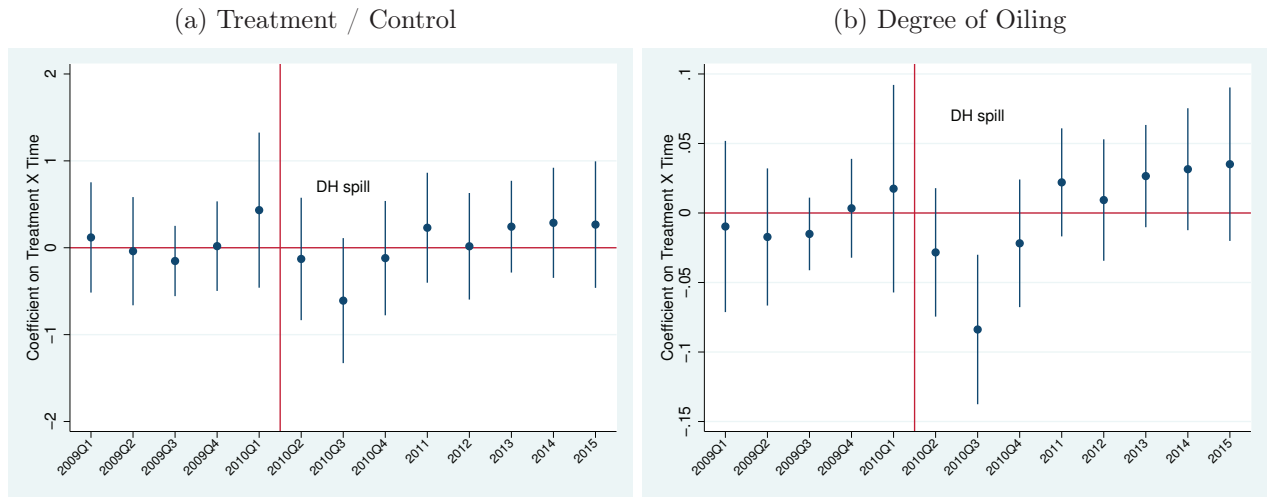 (a) Treatment / Control
Coefficient on Treatment X Time
2
1
0
-1
-2
DH spill
2009Q1
2009Q2
2009Q3
2009Q4
2010Q1
2010Q2
2010Q3
2010Q4
2011
2012
2013
2014
2015
(b) Degree of Oiling
Coefficient on Treatment X Time
.1
.05
0
-.05
-.1
-.15
DH spill
2009Q1
2009Q2
2009Q3
2009Q4
2010Q1
2010Q2
2010Q3
2010Q4
2011
2012
2013
2014
2015